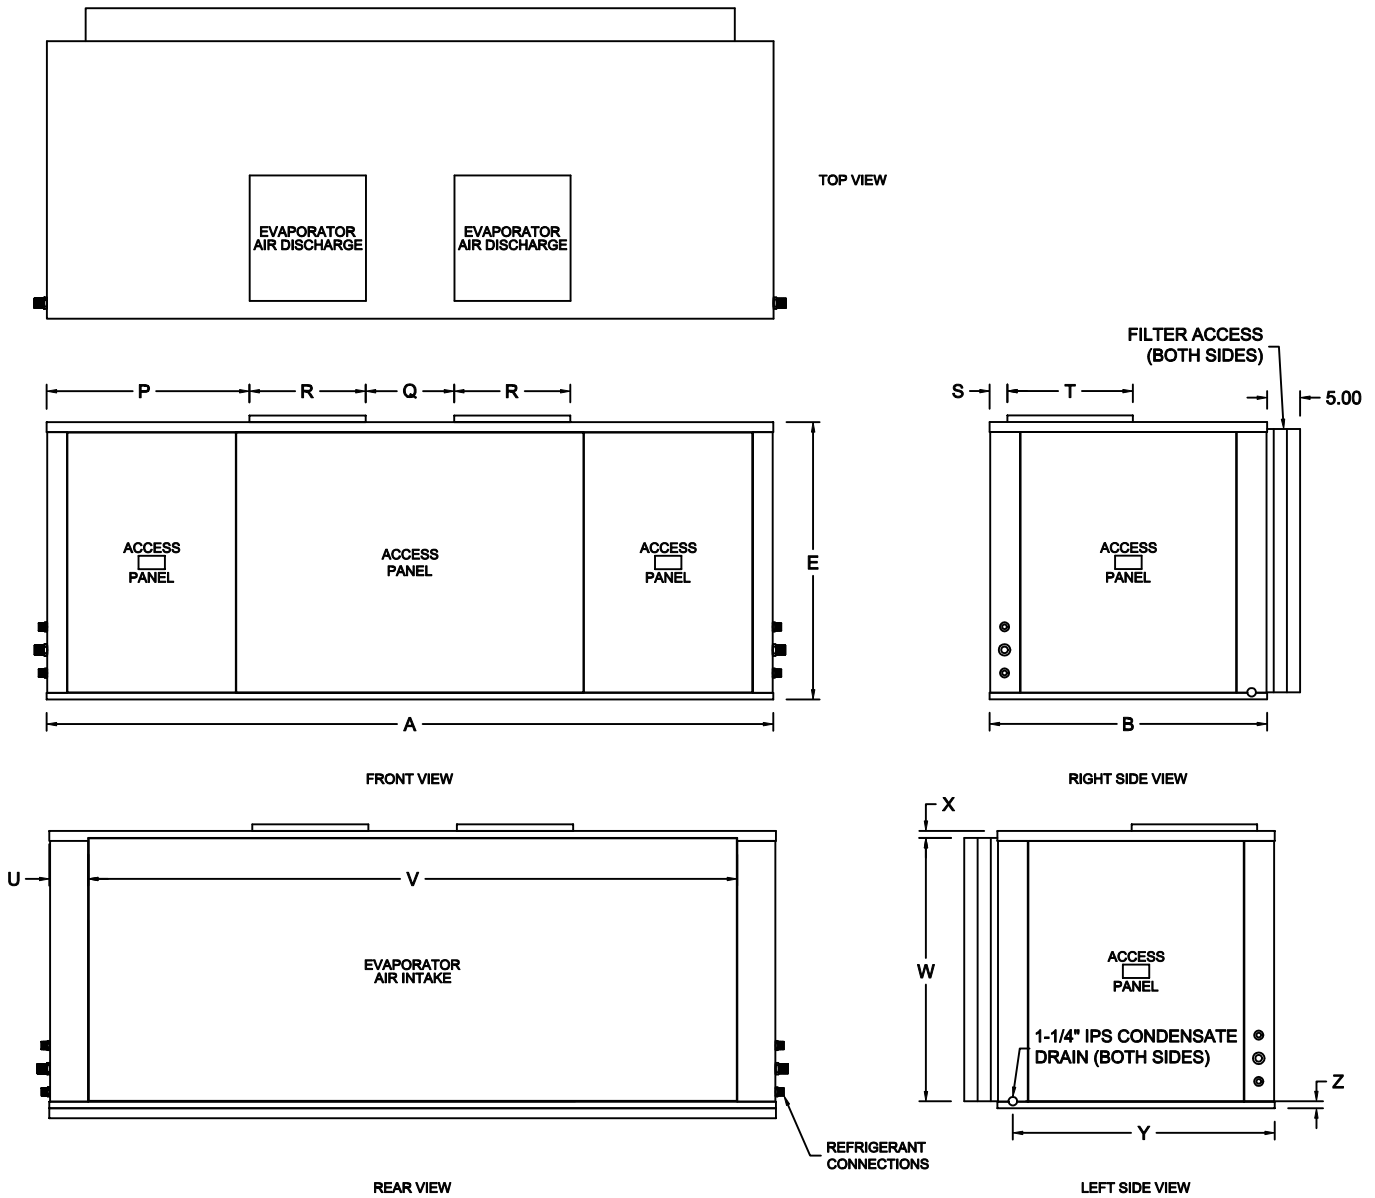 TOP VIEW
EVAPORATOR
AIR DISCHARGE
EVAPORATOR
AIR DISCHARGE
FILTER ACCESS
(BOTH SIDES)
P
R
Q
R
S
T
5.00
ACCESS
PANEL
ACCESS
PANEL
ACCESS
PANEL
E
ACCESS
PANEL
A
B
FRONT VIEW
RIGHT SIDE VIEW
X
U
V
EVAPORATOR
AIR INTAKE
W
ACCESS
PANEL
1-1/4" IPS CONDENSATE
DRAIN (BOTH SIDES)
Z
Y
REFRIGERANT
CONNECTIONS
REAR VIEW
LEFT SIDE VIEW